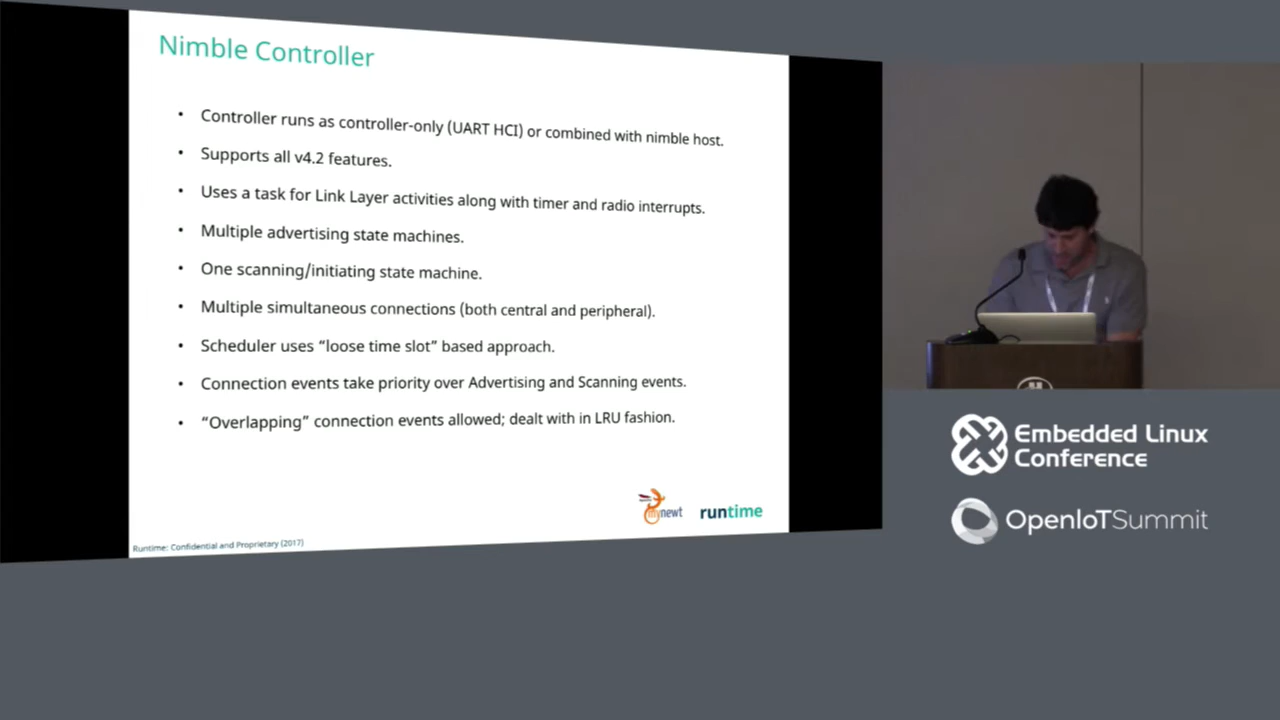 Nimble Controller
• Controller runs as controller-only (UART HCI) or combined with nimble host.
• Supports all v4.2 features.
• Uses a task for Link Layer activities along with timer and radio interrupts.
• Multiple advertising state machines.
• One scanning/initiating state machine.
• Multiple simultaneous connections (both central and peripheral).
• Scheduler uses “loose time slot” based approach.
• Connection events take priority over Advertising and Scanning events.
• “Overlapping” connection events allowed; dealt with in LRU fashion.
mynewt
runtime
Runtime: Confidential and Proprietary (2017)
Embedded Linux
Conference
OpenIoTSummit